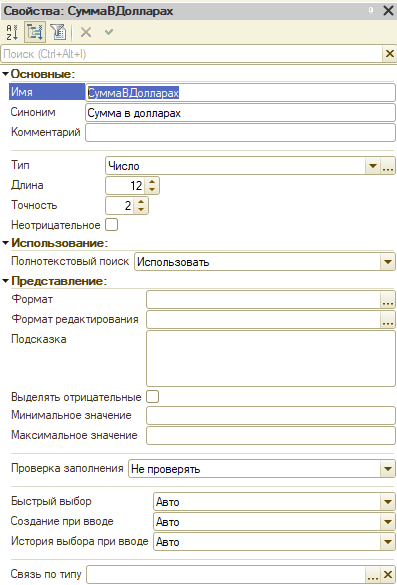 Свойства: СуммаВДолларах
Поиск (Ctrl+Alt+I)
Основные:
Имя СуммаВДолларах
Синоним Сумма в долларах
Комментарий
Тип Число
Длина 12
Точность 2
Неотрицательное
Использование:
Полнотекстовый поиск Использовать
Представление:
Формат
Формат редактирования
Подсказка
Выделять отрицательные
Минимальное значение
Максимальное значение
Проверка заполнения Не проверять
Быстрый выбор Авто
Создание при вводе Авто
История выбора при вводе Авто
Связь по типу